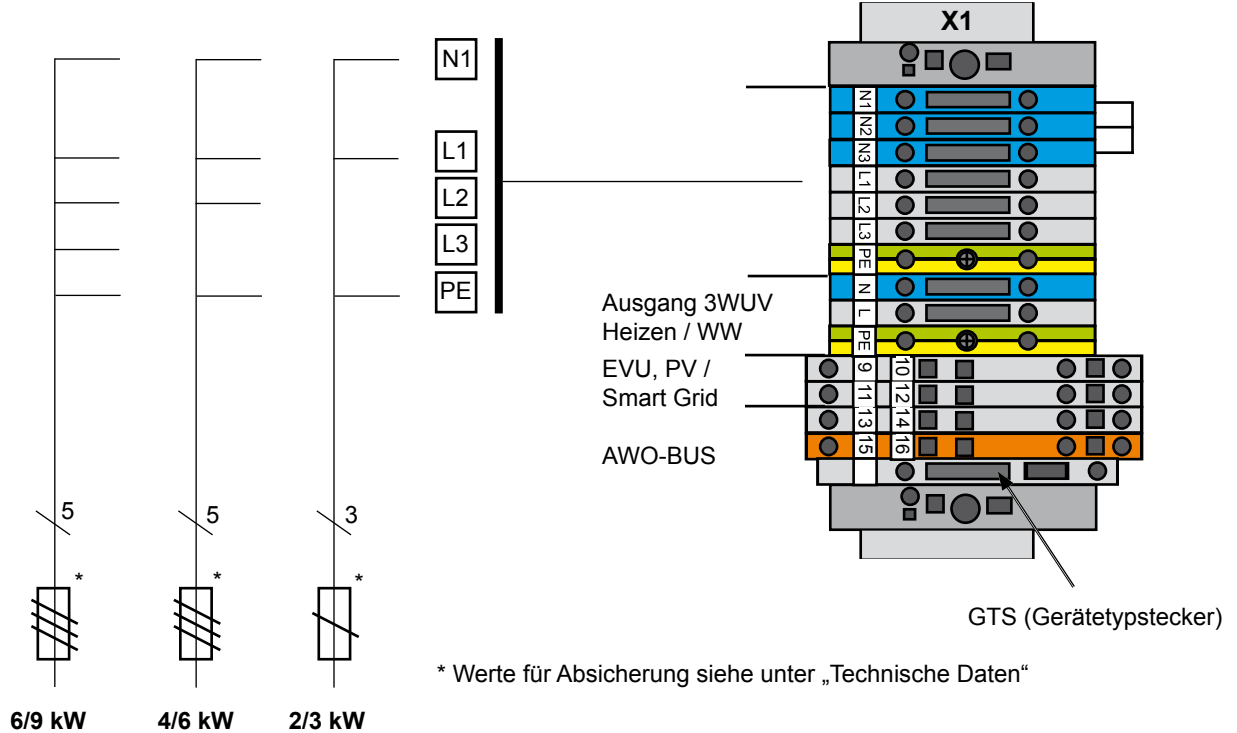 X1
N1
L1
L2
L3
PE
N1
N2
N3
L1
L2
L3
PE
N
L
PE
9 10
11 12
13 14
15 16
Ausgang 3WUV
Heizen / WW
EVU, PV /
Smart Grid
AWO-BUS
5 5 3
* * *
GTS (Gerätetypstecker)
* Werte für Absicherung siehe unter „Technische Daten“
6/9 kW 4/6 kW 2/3 kW